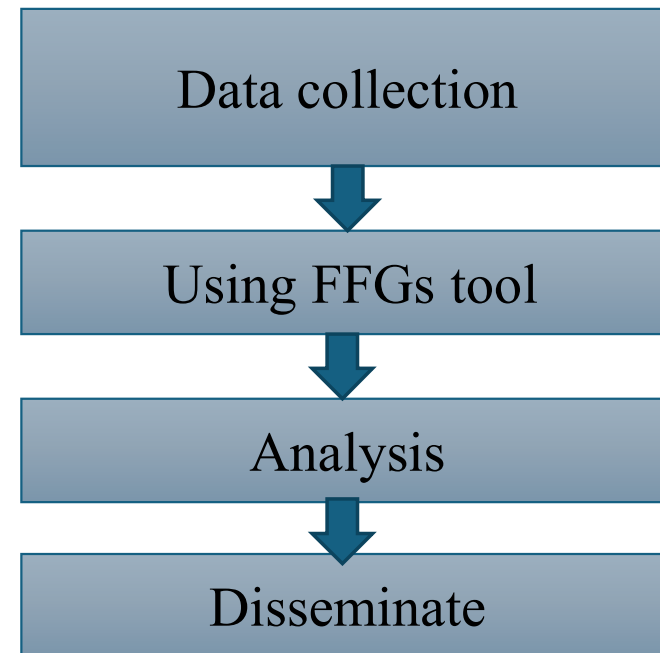 Data collection
Using FFGs tool
Analysis
Disseminate